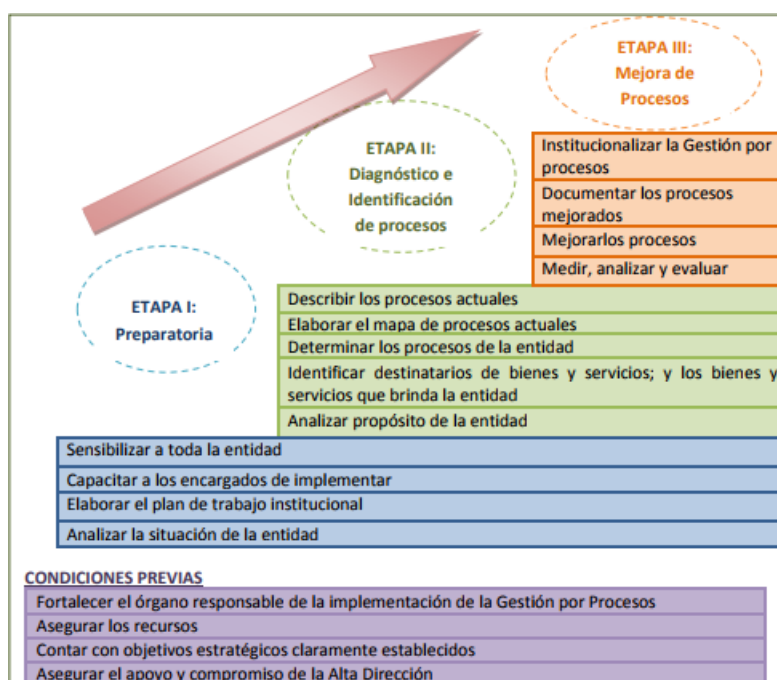 ETAPA III:
Mejora de
Procesos
ETAPA II:
Diagnóstico e
Identificación
de procesos
Institucionalizar la Gestión por
procesos
Documentar los procesos
mejorados
Mejorarlos procesos
Medir, analizar y evaluar
ETAPA I:
Preparatoria
Describir los procesos actuales
Elaborar el mapa de procesos actuales
Determinar los procesos de la entidad
Identificar destinatarios de bienes y servicios; y los bienes y
servicios que brinda la entidad
Analizar propósito de la entidad
Sensibilizar a toda la entidad
Capacitar a los encargados de implementar
Elaborar el plan de trabajo institucional
Analizar la situación de la entidad
CONDICIONES PREVIAS
Fortalecer el órgano responsable de la implementación de la Gestión por Procesos
Asegurar los recursos
Contar con objetivos estratégicos claramente establecidos
Asegurar el apoyo y compromiso de la Alta Dirección